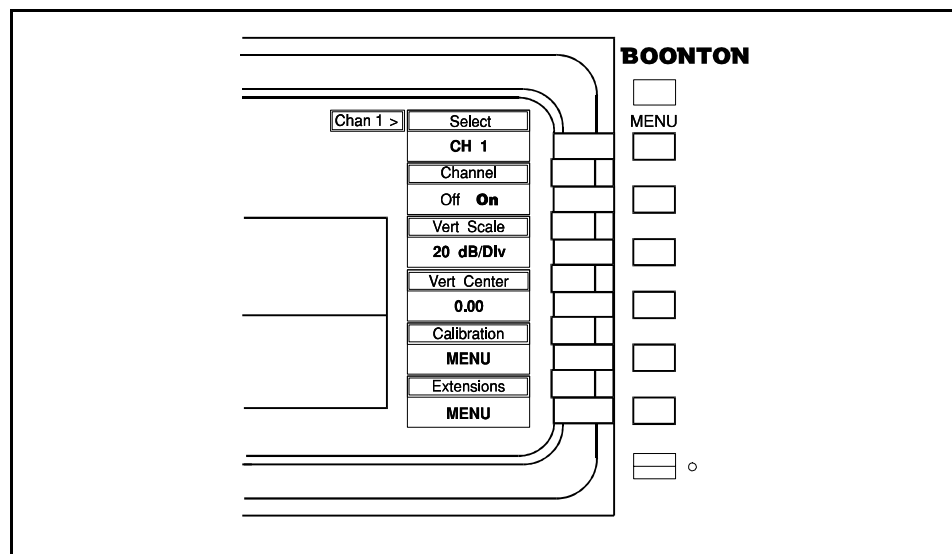 BOONTON
MENU
Chan 1 >
Select
CH 1
Channel
Off On
Vert Scale
20 dB/Div
Vert Center
0.00
Calibration
MENU
Extensions
MENU